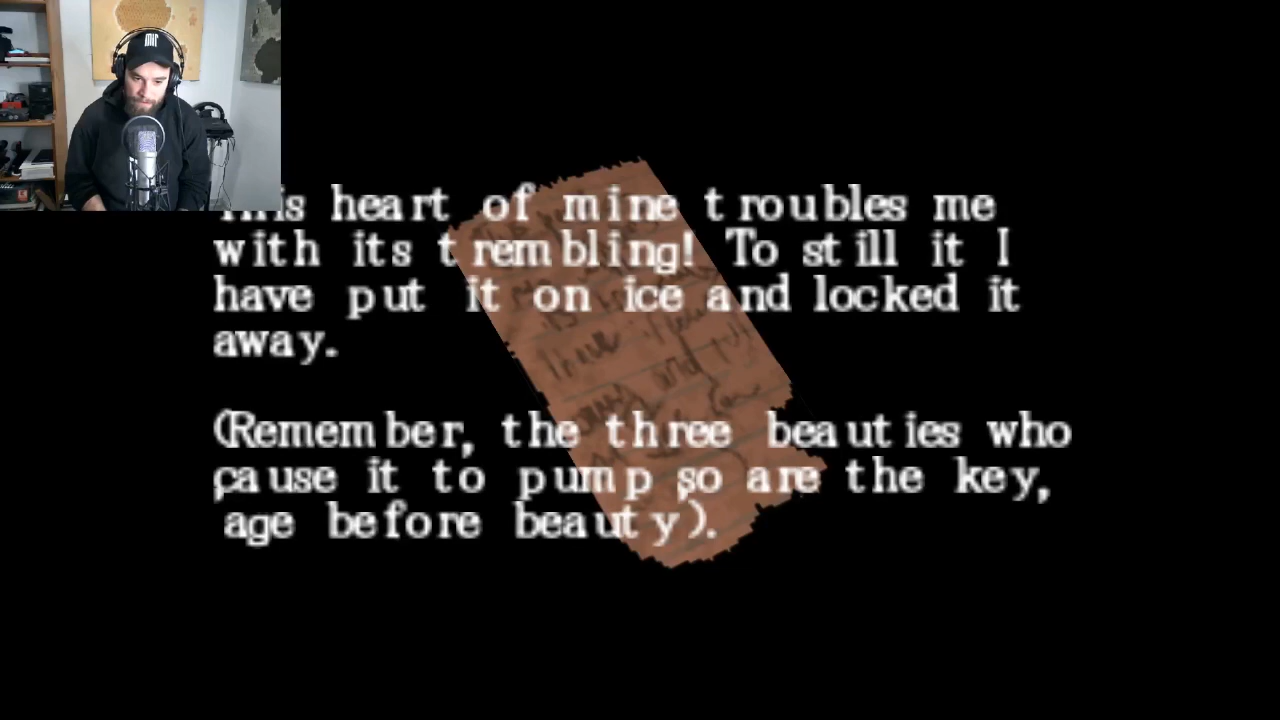 This heart of mine troubles me
with its trembling! To still it I
have put it on ice and locked it
away.
(Remember, the three beauties who
cause it to pump so are the key,
age before beauty).